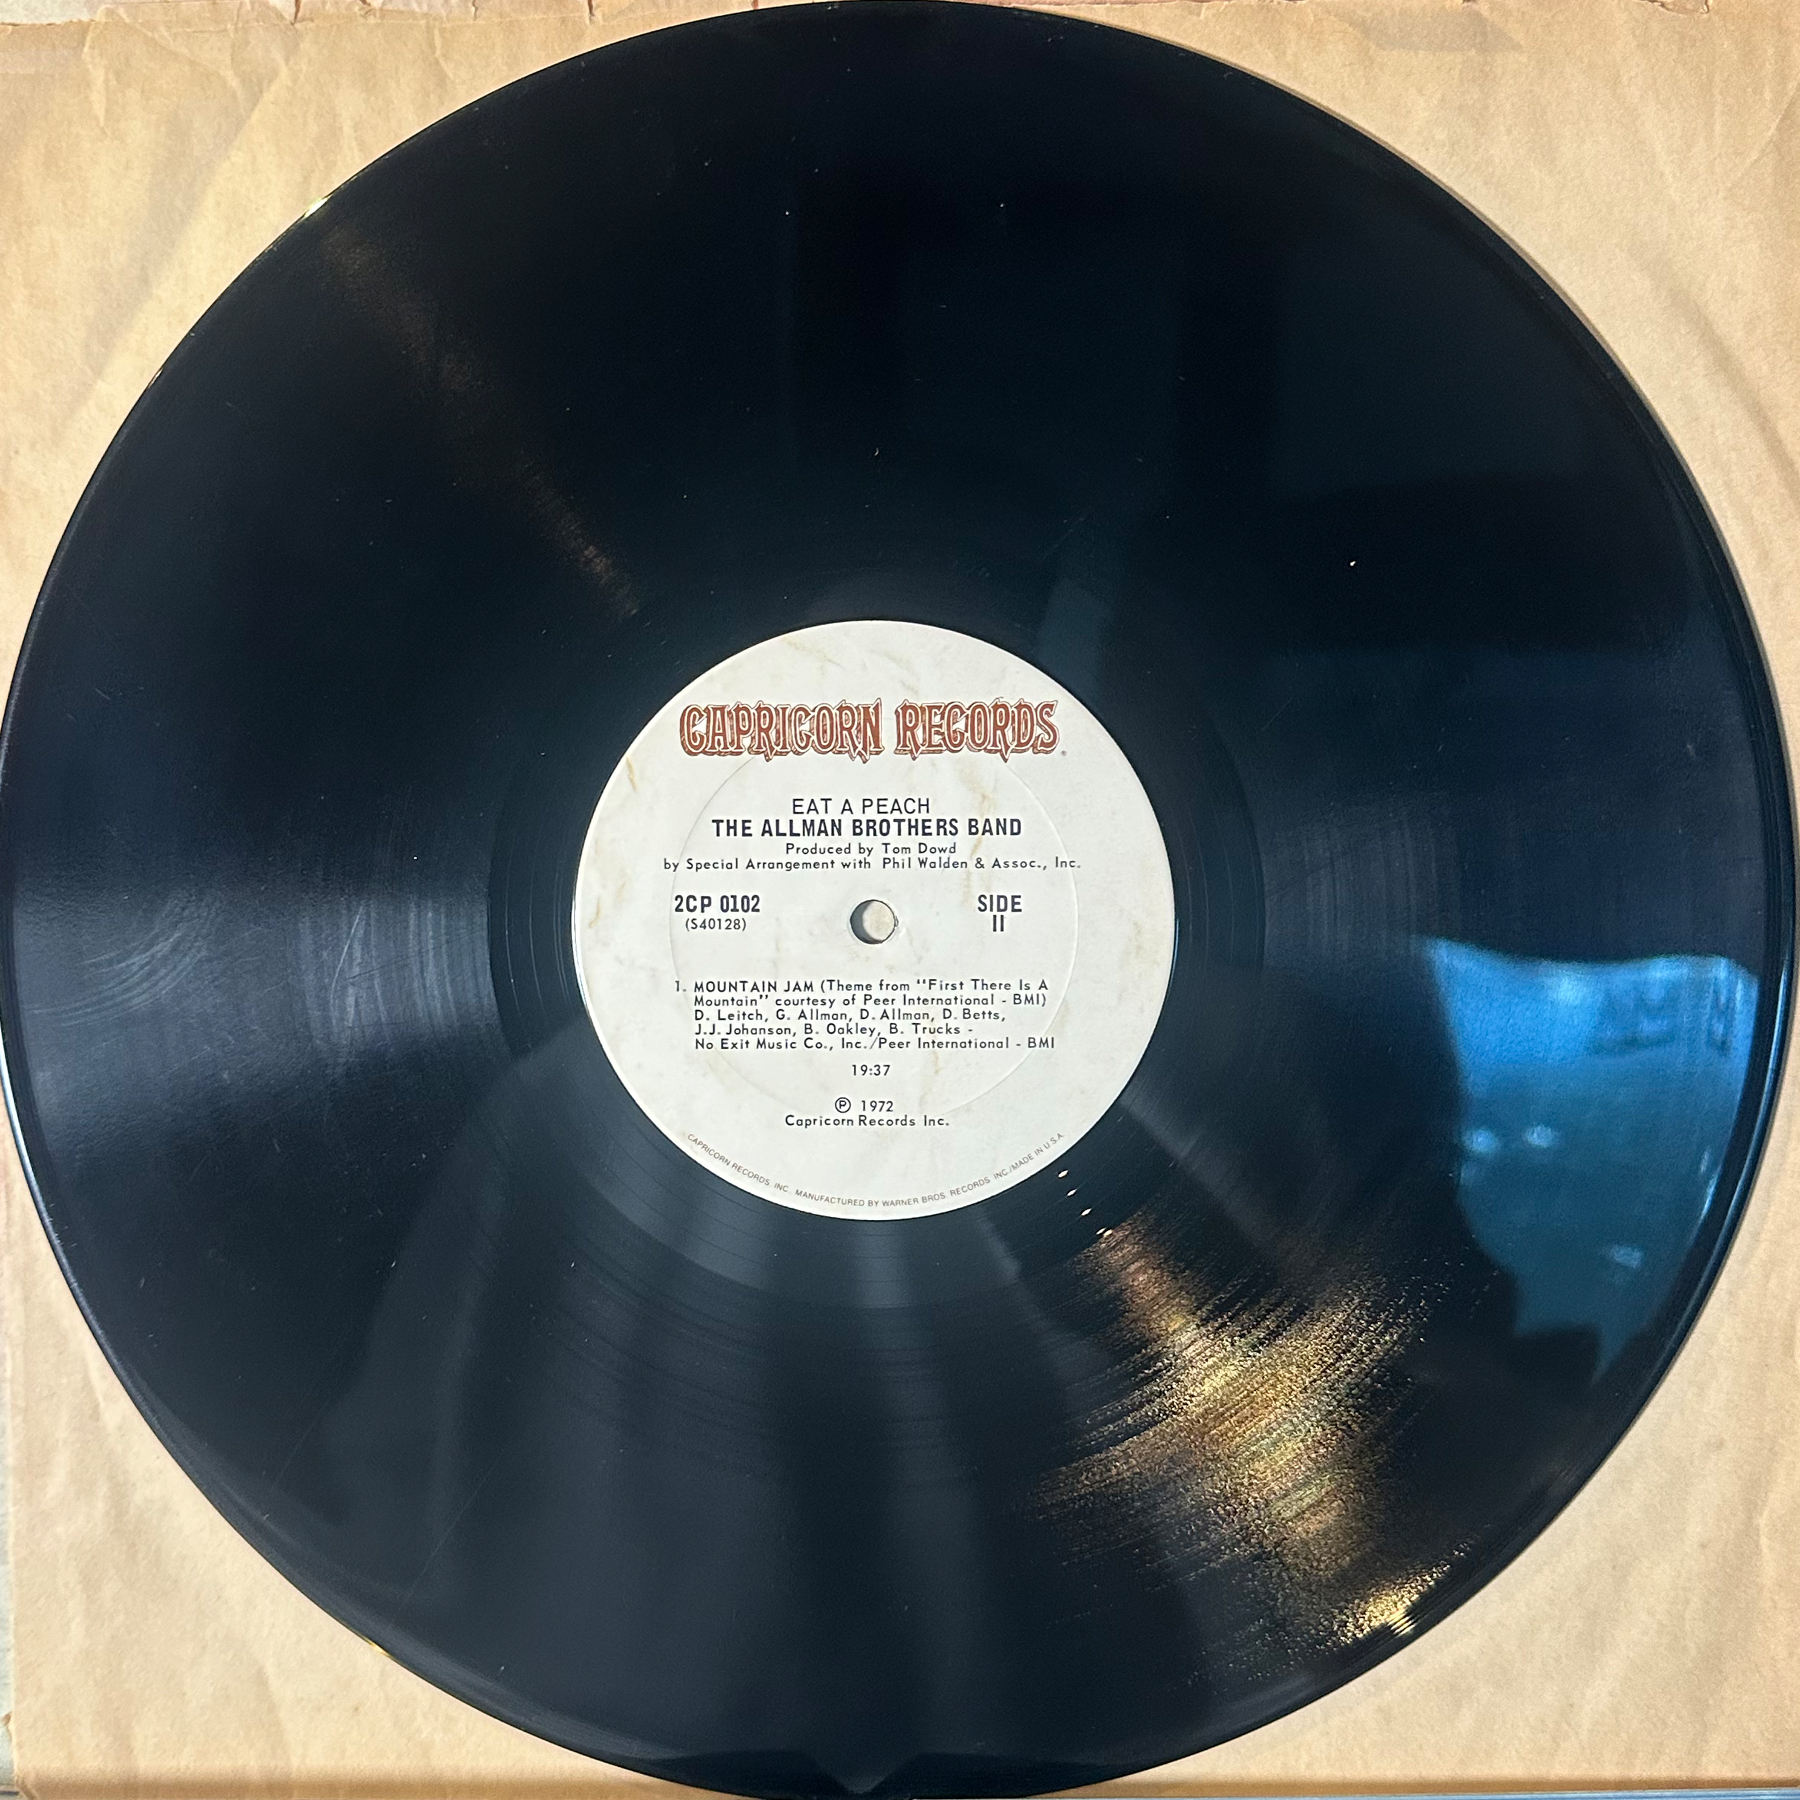 CAPRICORN RECORDS
EAT A PEACH
THE ALLMAN BROTHERS BAND
Produced by Tom Dowd
by Special Arrangement with Phil Walden & Assoc., Inc.
2CP 0102
(S40128)
SIDE
II
1. MOUNTAIN JAM (Theme from "First There Is A
Mountain" courtesy of Peer International - BMI)
D. Leitch, G. Allman, D. Allman, D. Betts,
J.J. Johanson, B. Oakley, B. Trucks -
No Exit Music Co., Inc./Peer International - BMI
19:37
℗ 1972
Capricorn Records Inc.
CAPRICORN RECORDS, INC. MANUFACTURED BY WARNER BROS. RECORDS INC./MADE IN U.S.A.